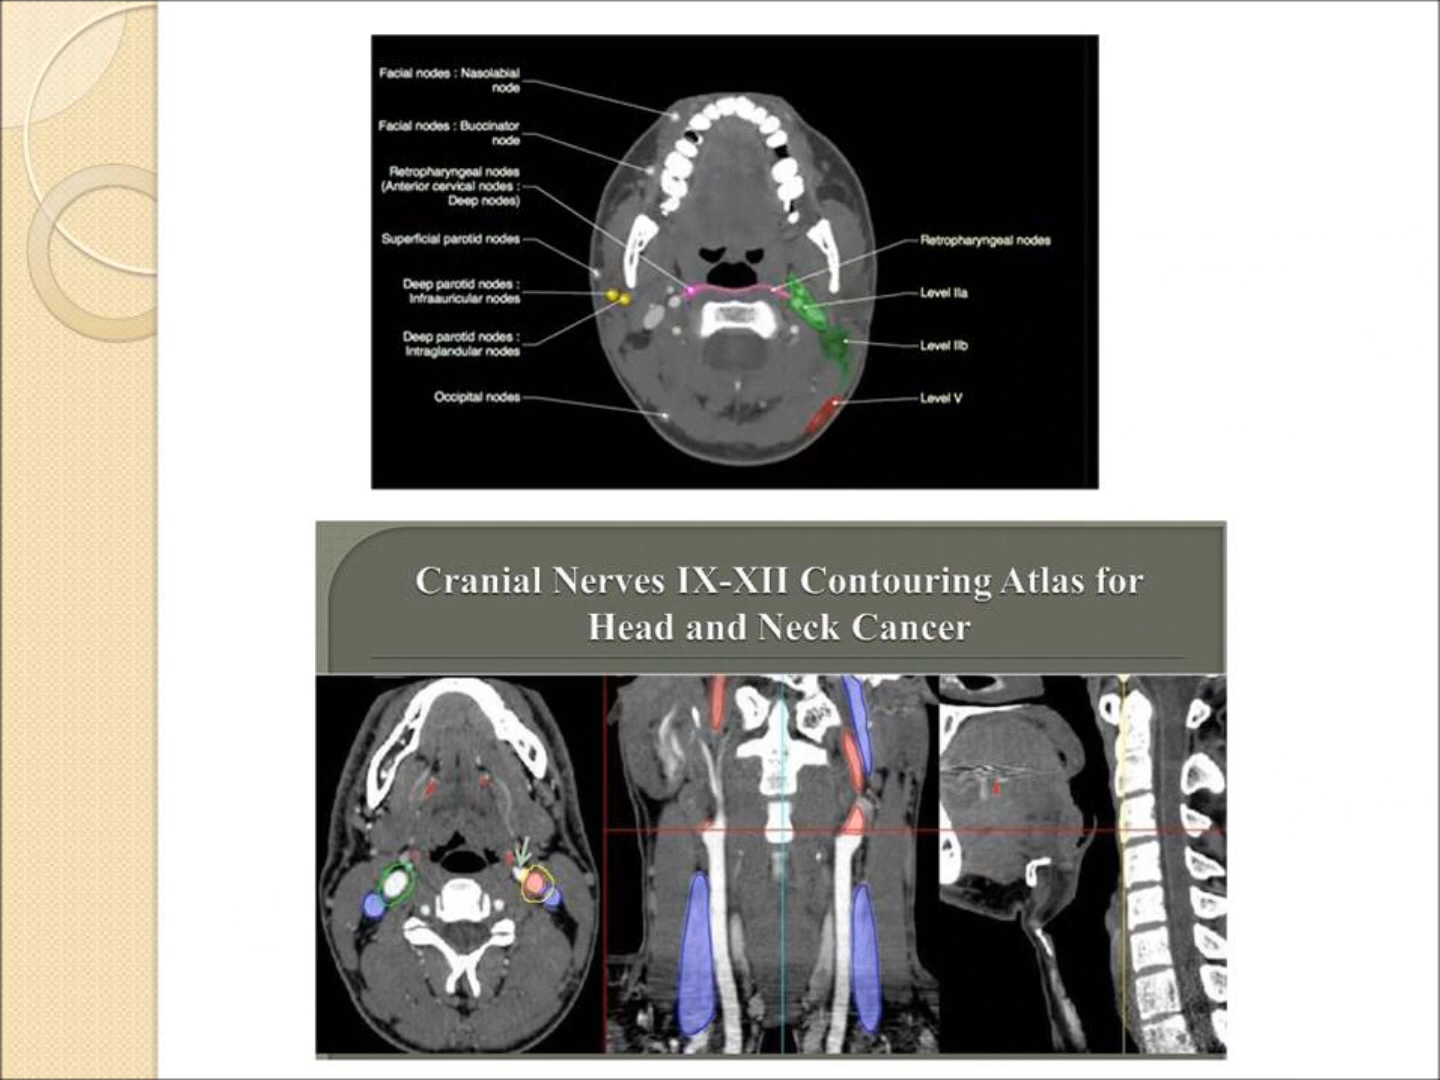 Facial nodes : Nasolabial
node
Facial nodes : Buccinator
node
Retropharyngeal nodes
(Anterior cervical nodes :
Deep nodes)
Superficial parotid nodes
Deep parotid nodes :
Infraauricular nodes
Deep parotid nodes :
Intraglandular nodes
Occipital nodes
Retropharyngeal nodes
Level IIa
Level IIb
Level V
Cranial Nerves IX-XII Contouring Atlas for
Head and Neck Cancer